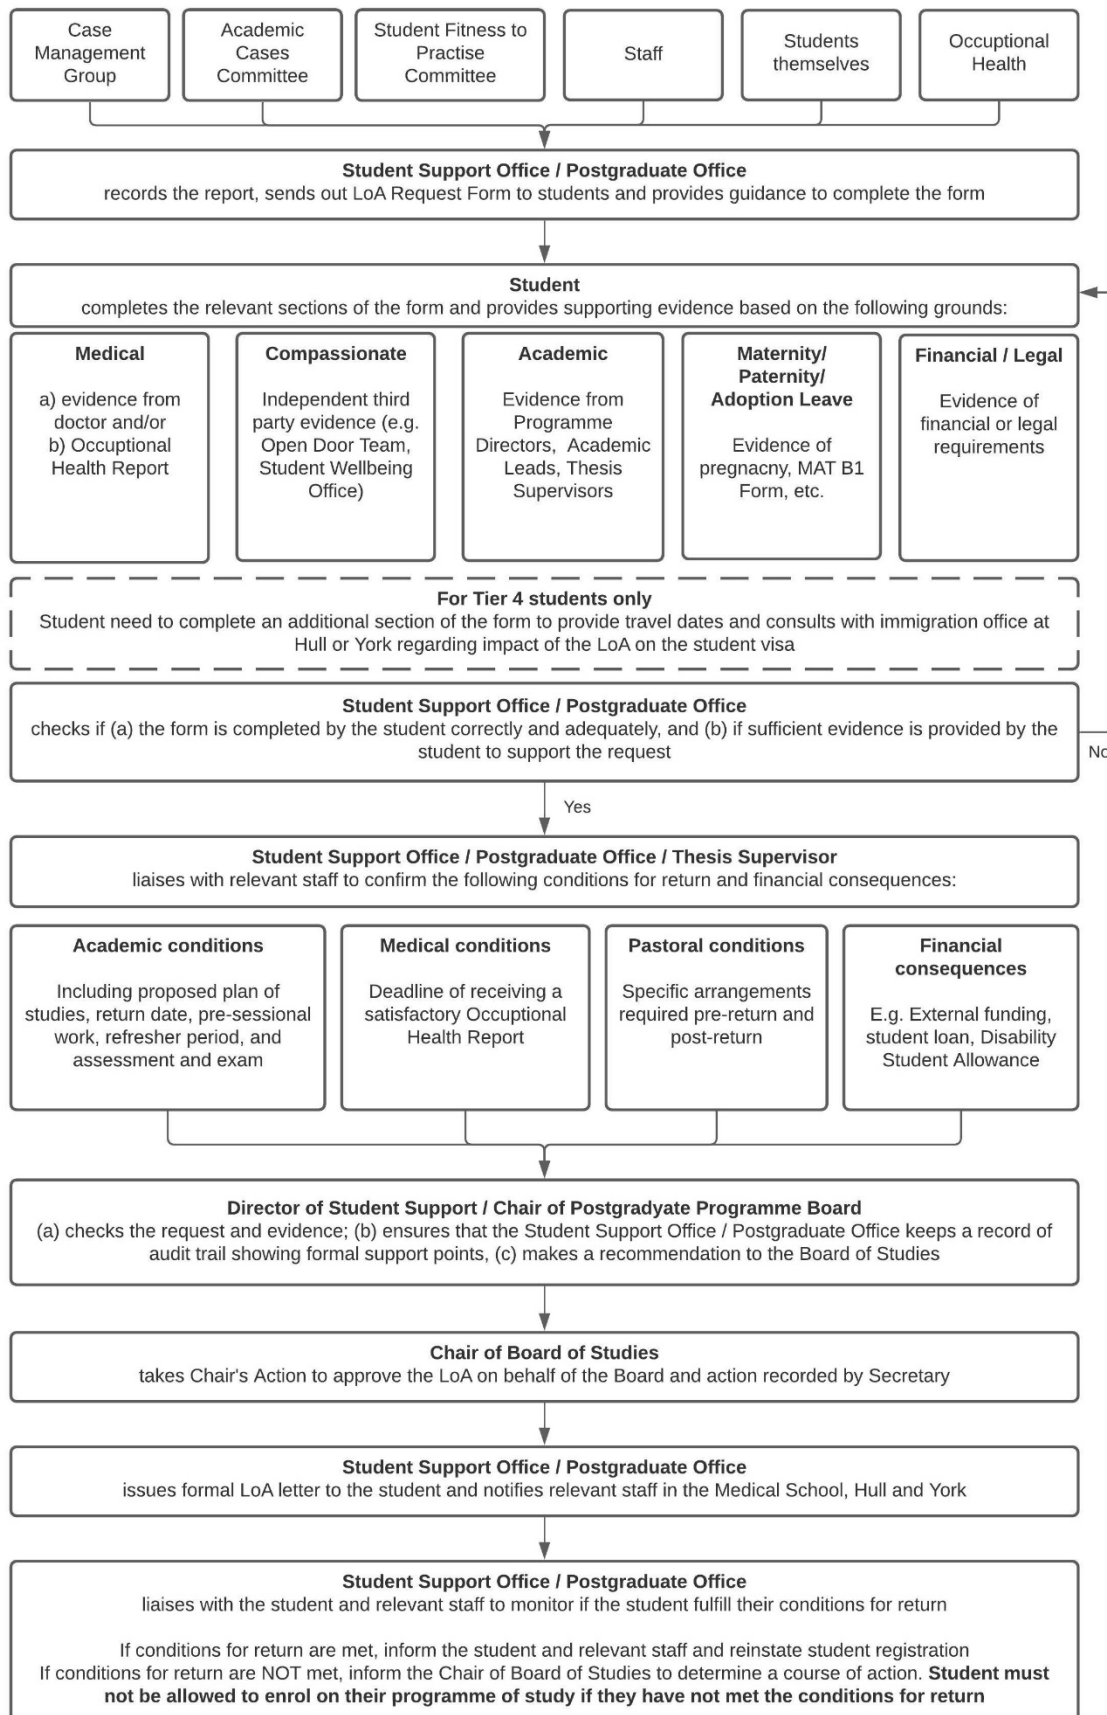 Case
Management
Group
Academic
Cases
Committee
Student Fitness to
Practise
Committee
Staff
Students
themselves
Occuptional
Health
Student Support Office / Postgraduate Office
records the report, sends out LoA Request Form to students and provides guidance to complete the form
Student
completes the relevant sections of the form and provides supporting evidence based on the following grounds:
Medical
a) evidence from
doctor and/or
b) Occuptional
Health Report
Compassionate
Independent third
party evidence (e.g.
Open Door Team,
Student Wellbeing
Office)
Academic
Evidence from
Programme
Directors, Academic
Leads, Thesis
Supervisors
Maternity/
Paternity/
Adoption Leave
Evidence of
pregnacny, MAT B1
Form, etc.
Financial / Legal
Evidence of
financial or legal
requirements
For Tier 4 students only
Student need to complete an additional section of the form to provide travel dates and consults with immigration office at
Hull or York regarding impact of the LoA on the student visa
Student Support Office / Postgraduate Office
checks if (a) the form is completed by the student correctly and adequately, and (b) if sufficient evidence is provided by the
student to support the request
No
Yes
Student Support Office / Postgraduate Office / Thesis Supervisor
liaises with relevant staff to confirm the following conditions for return and financial consequences:
Academic conditions
Including proposed plan of
studies, return date, pre-sessional
work, refresher period, and
assessment and exam
Medical conditions
Deadline of receiving a
satisfactory Occuptional
Health Report
Pastoral conditions
Specific arrangements
required pre-return and
post-return
Financial
consequences
E.g. External funding,
student loan, Disability
Student Allowance
Director of Student Support / Chair of Postgradyate Programme Board
(a) checks the request and evidence; (b) ensures that the Student Support Office / Postgraduate Office keeps a record of
audit trail showing formal support points, (c) makes a recommendation to the Board of Studies
Chair of Board of Studies
takes Chair's Action to approve the LoA on behalf of the Board and action recorded by Secretary
Student Support Office / Postgraduate Office
issues formal LoA letter to the student and notifies relevant staff in the Medical School, Hull and York
Student Support Office / Postgraduate Office
liaises with the student and relevant staff to monitor if the student fulfill their conditions for return
If conditions for return are met, inform the student and relevant staff and reinstate student registration
If conditions for return are NOT met, inform the Chair of Board of Studies to determine a course of action. Student must
not be allowed to enrol on their programme of study if they have not met the conditions for return